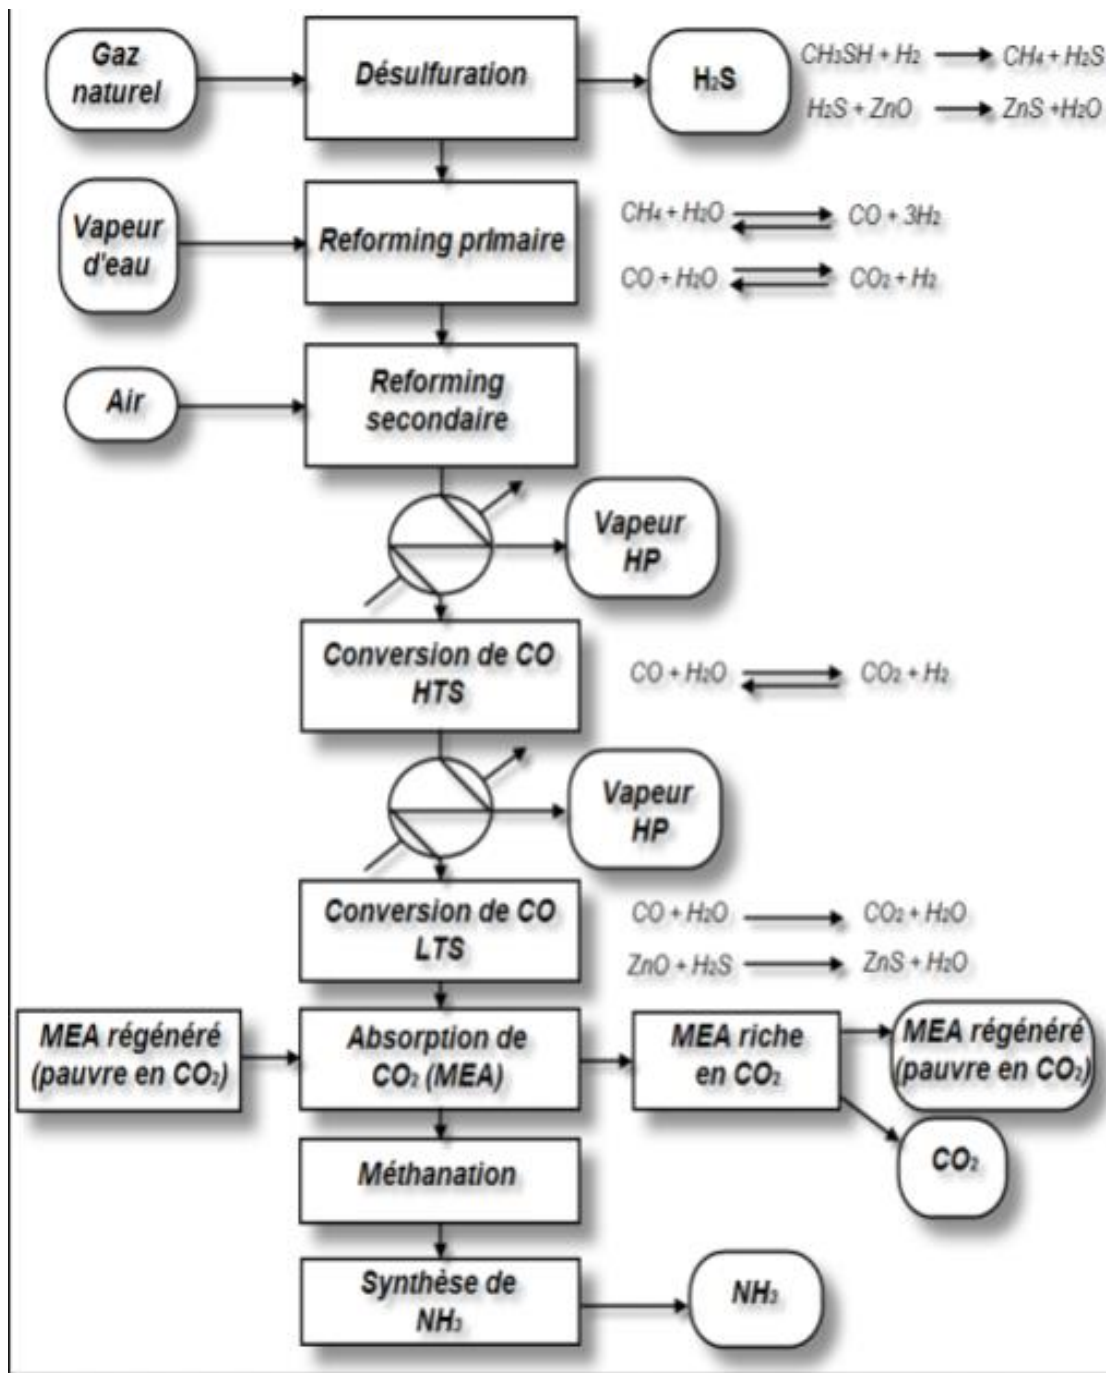 Gaz
naturel
Désulfuration
H₂S
CH₃SH + H₂ → CH₄ + H₂S
H₂S + ZnO → ZnS +H₂O
Vapeur
d'eau
Reforming primaire
CH₄ + H₂O ⇌ CO + 3H₂
CO + H₂O ⇌ CO₂ + H₂
Air
Reforming
secondaire
Vapeur
HP
Conversion de CO
HTS
CO + H₂O ⇌ CO₂ + H₂
Vapeur
HP
Conversion de CO
LTS
CO + H₂O → CO₂ + H₂O
ZnO + H₂S → ZnS + H₂O
MEA régénéré
(pauvre en CO₂)
Absorption de
CO₂ (MEA)
MEA riche
en CO₂
MEA régénéré
(pauvre en CO₂)
CO₂
Méthanation
Synthèse de
NH₃
NH₃